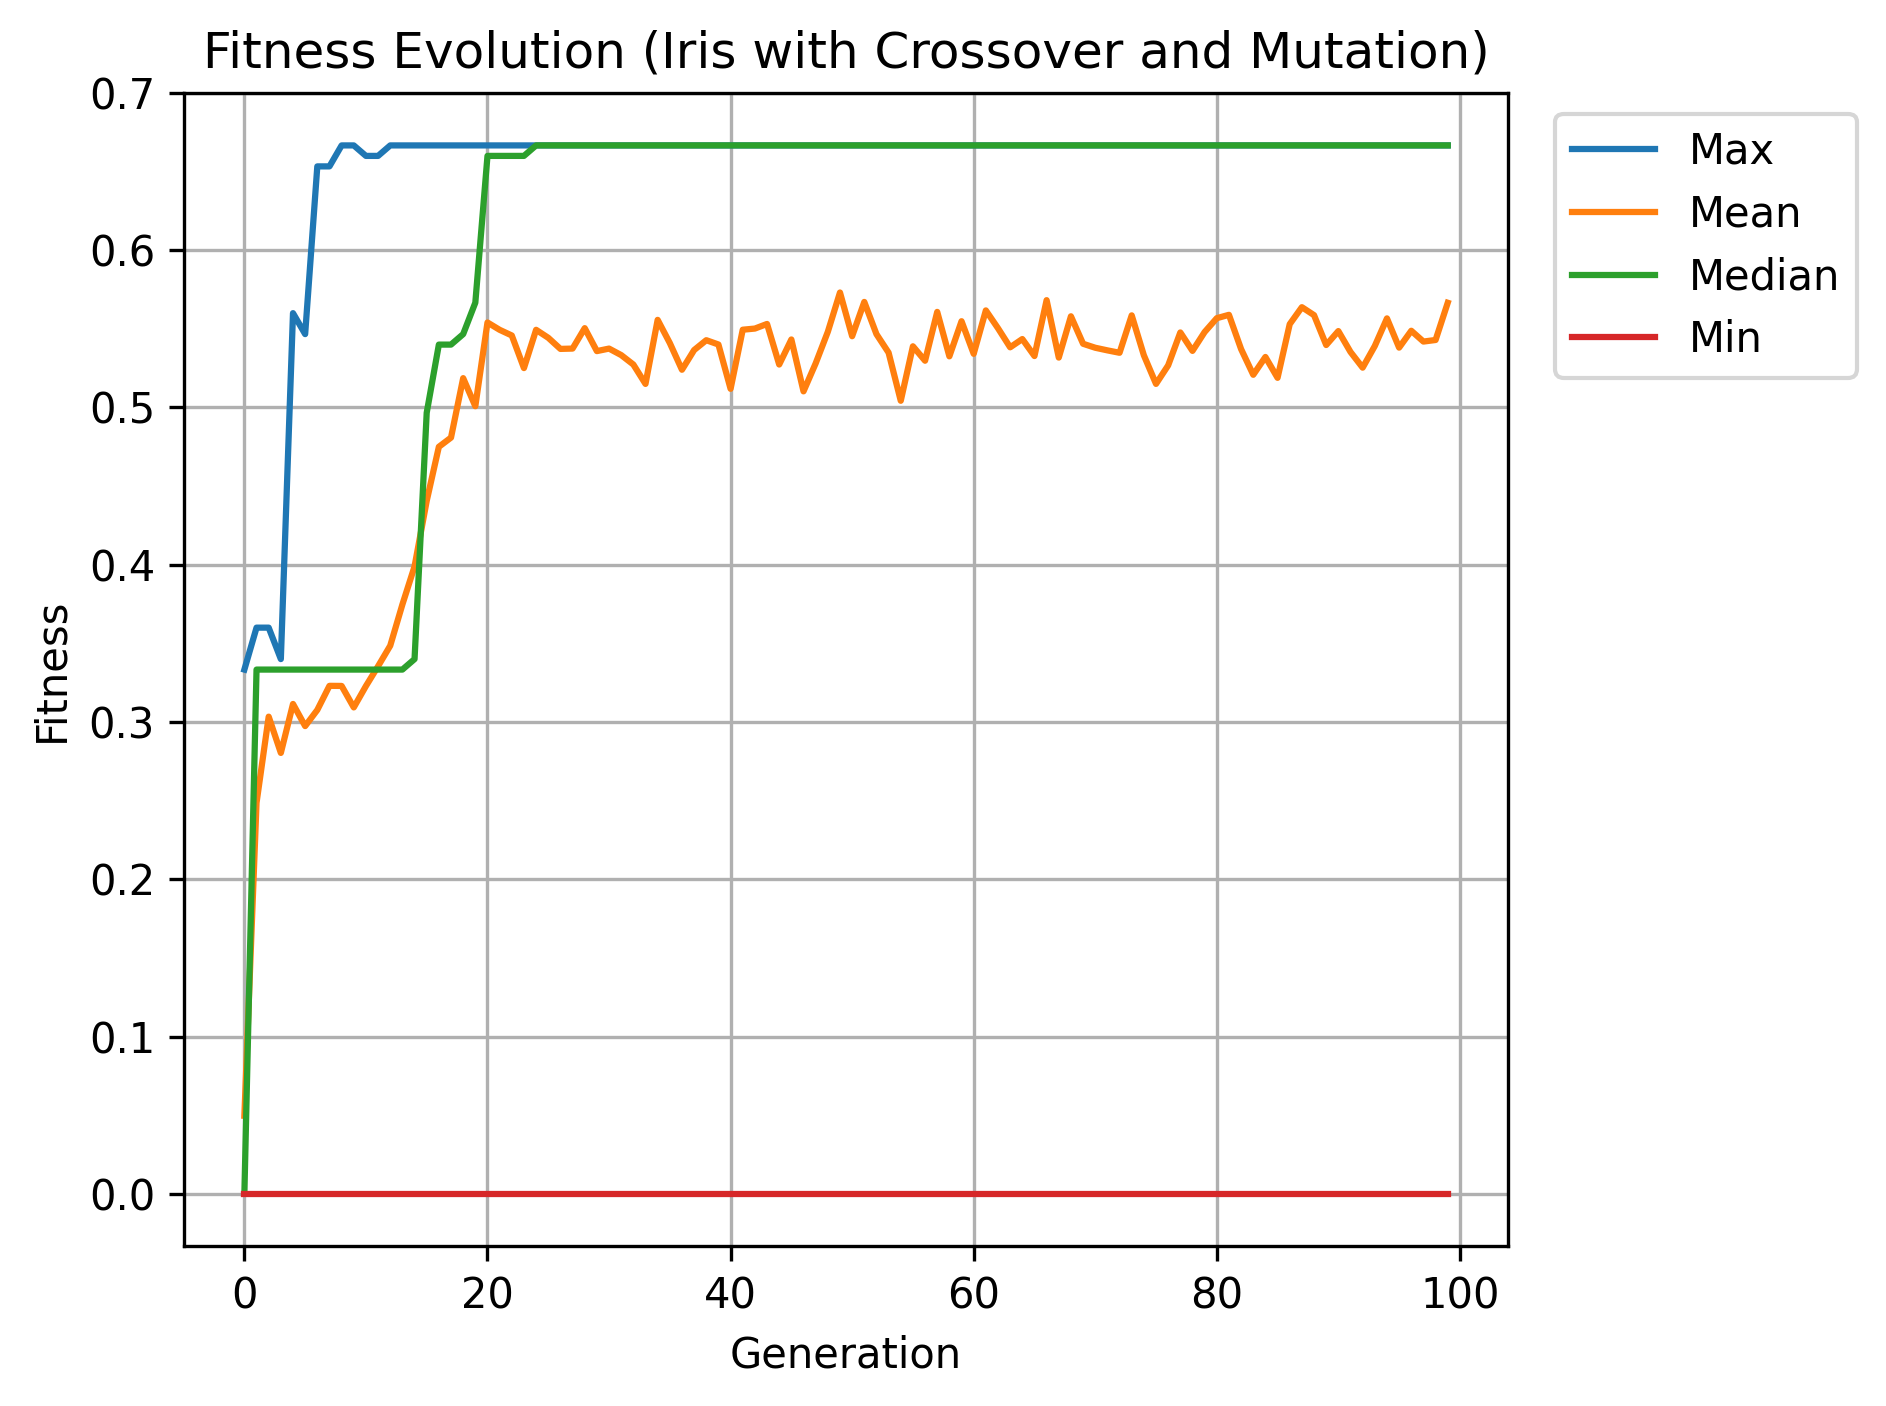 Fitness Evolution (Iris with Crossover and Mutation)
0.7
0.6
0.5
0.4
0.3
0.2
0.1
0.0
Fitness
0 20 40 60 80 100
Generation
Max
Mean
Median
Min